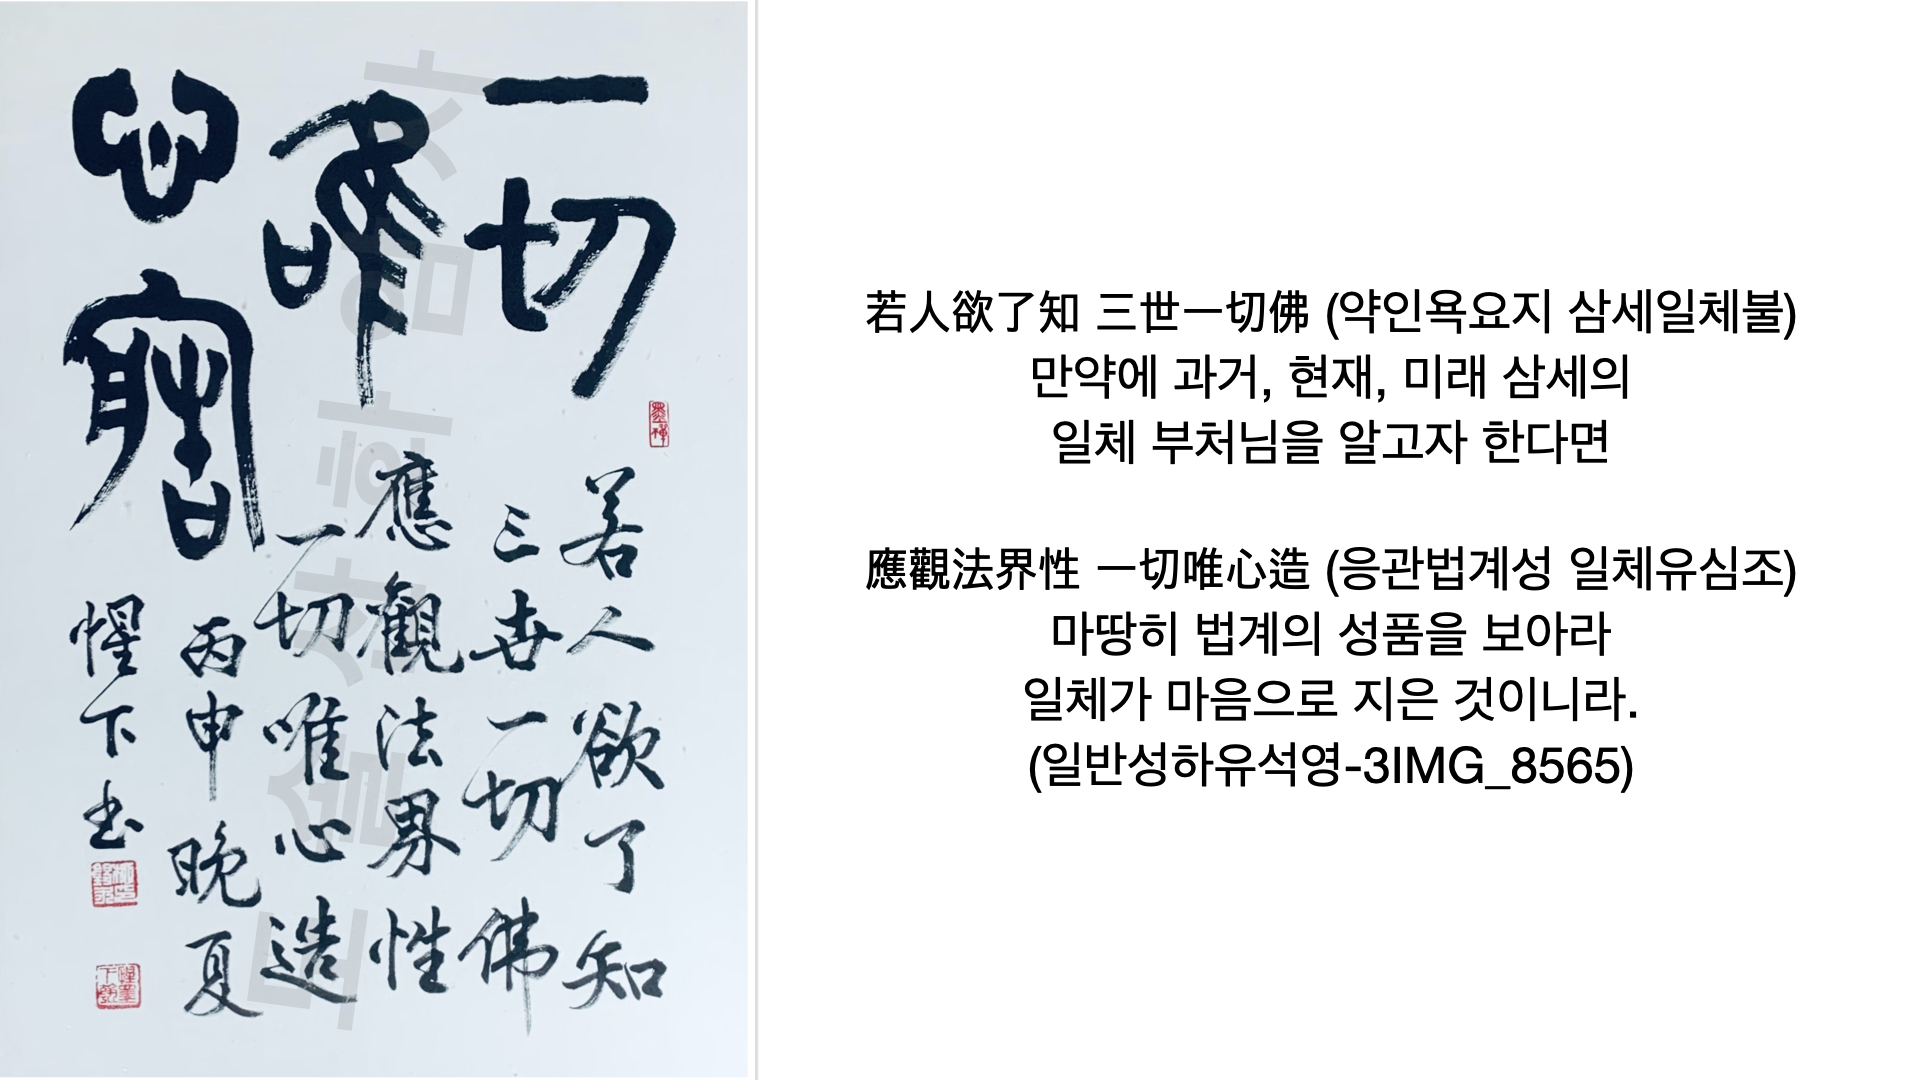 一切
唯
心造
若人欲了知
三世一切佛
應觀法界性
一切唯心造
丙申晩夏
惺下书
墨禪
若人欲了知 三世一切佛 (약인욕요지 삼세일체불)
만약에 과거, 현재, 미래 삼세의
일체 부처님을 알고자 한다면
應觀法界性 一切唯心造 (응관법계성 일체유심조)
마땅히 법계의 성품을 보아라
일체가 마음으로 지은 것이니라.
(일반성하유석영-3IMG_8565)